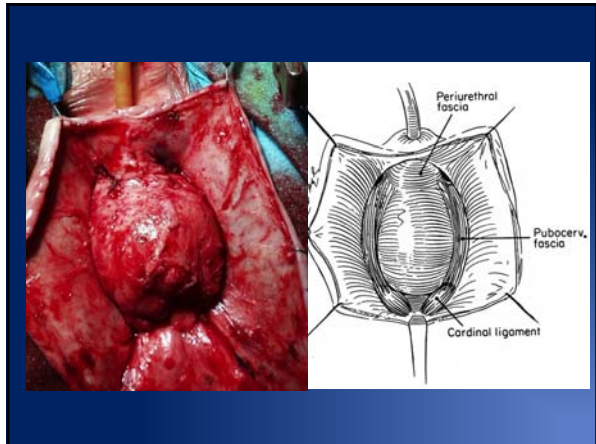 Periurethral
fascia
Pubocerv.
fascia
Cardinal ligament